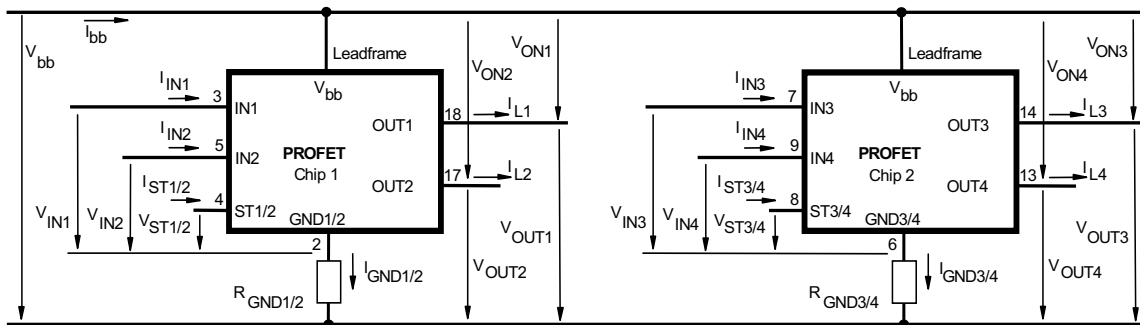 I bb
V bb
Leadframe
V bb
I IN1
3
IN1
I IN2
5
IN2
PROFET
Chip 1
I ST1/2
4
ST1/2
GND1/2
V IN1
V IN2
V ST1/2
2
R GND1/2
I GND1/2
18
OUT1
I L1
17
OUT2
I L2
V ON2
V ON1
V OUT2
V OUT1
Leadframe
V bb
I IN3
7
IN3
I IN4
9
IN4
PROFET
Chip 2
I ST3/4
8
ST3/4
GND3/4
V IN3
V IN4
V ST3/4
6
R GND3/4
I GND3/4
14
OUT3
I L3
13
OUT4
I L4
V ON4
V ON3
V OUT4
V OUT3